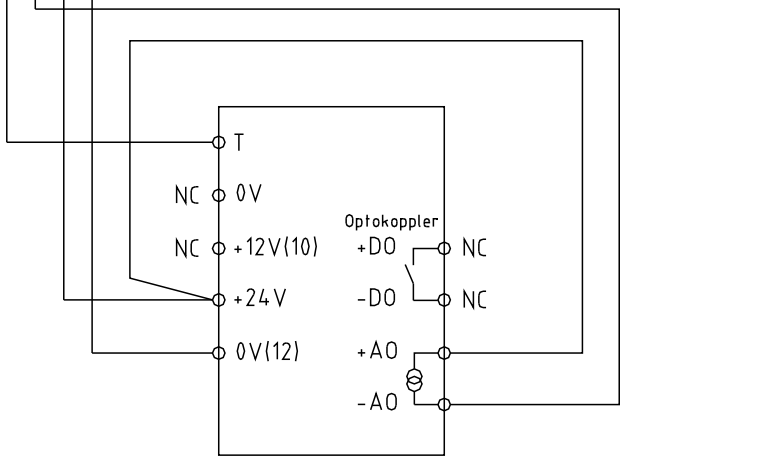 T
NC 0V
Optokoppler
NC +12V(10) +DO NC
+24V -DO NC
0V(12) +AO
-AO